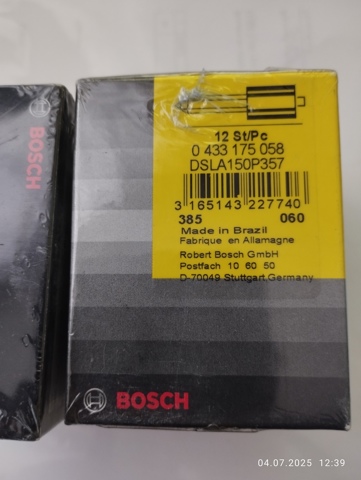 BOSCH
12 St/Pc
0 433 175 058
DSLA150P357
3 165143 227740
385 060
Made in Brazil
Fabrique en Allamagne
Robert Bosch GmbH
Postfach 10 60 50
D-70049 Stuttgart,Germany
BOSCH
04.07.2025 12:39